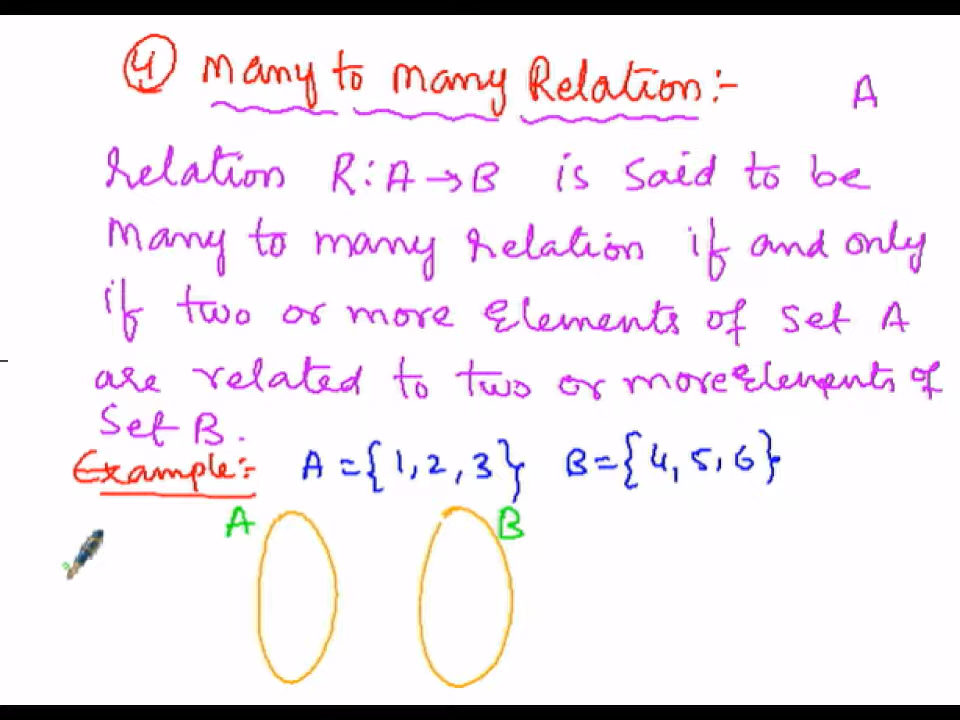 ④ Many to many Relation:- A
relation R:A→B is said to be
Many to many relation if and only
if two or more Elements of set A
are related to two or more Elements of
Set B.
Example:- A={1,2,3} B={4,5,6}
A B